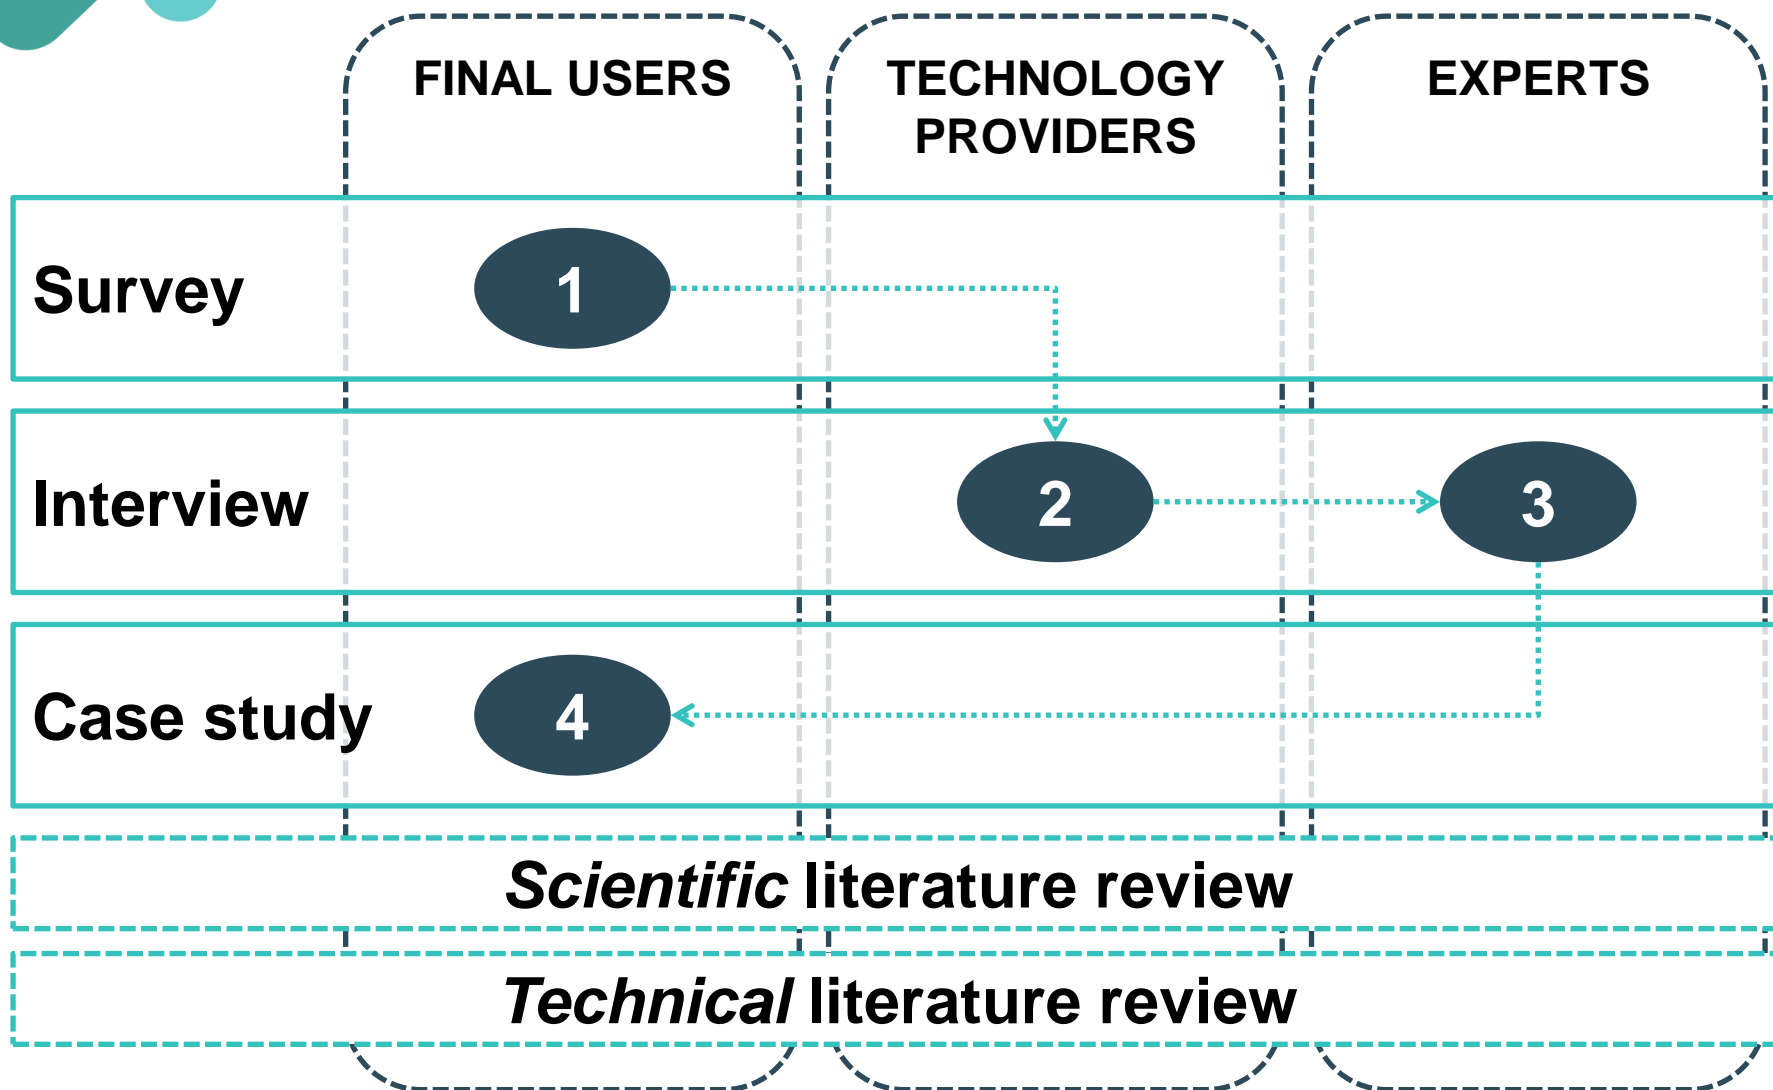 FINAL USERS
TECHNOLOGY
PROVIDERS
EXPERTS
Survey
1
Interview
2
3
Case study
4
Scientific literature review
Technical literature review